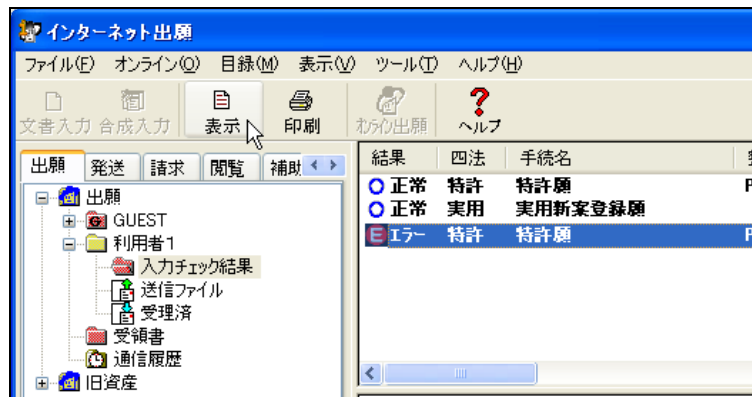 インターネット出願
ファイル(F) オンライン(O) 目録(M) 表示(V) ツール(T) ヘルプ(H)
文書入力 合成入力 表示 印刷 オンライン出願 ヘルプ
出願 発送 請求 閲覧 補助
結果 四法 手続名
出願
GUEST
利用者1
入力チェック結果
送信ファイル
受理済
受領書
通信履歴
旧資産
正常 特許 特許願
正常 実用 実用新案登録願
E エラー 特許 特許願